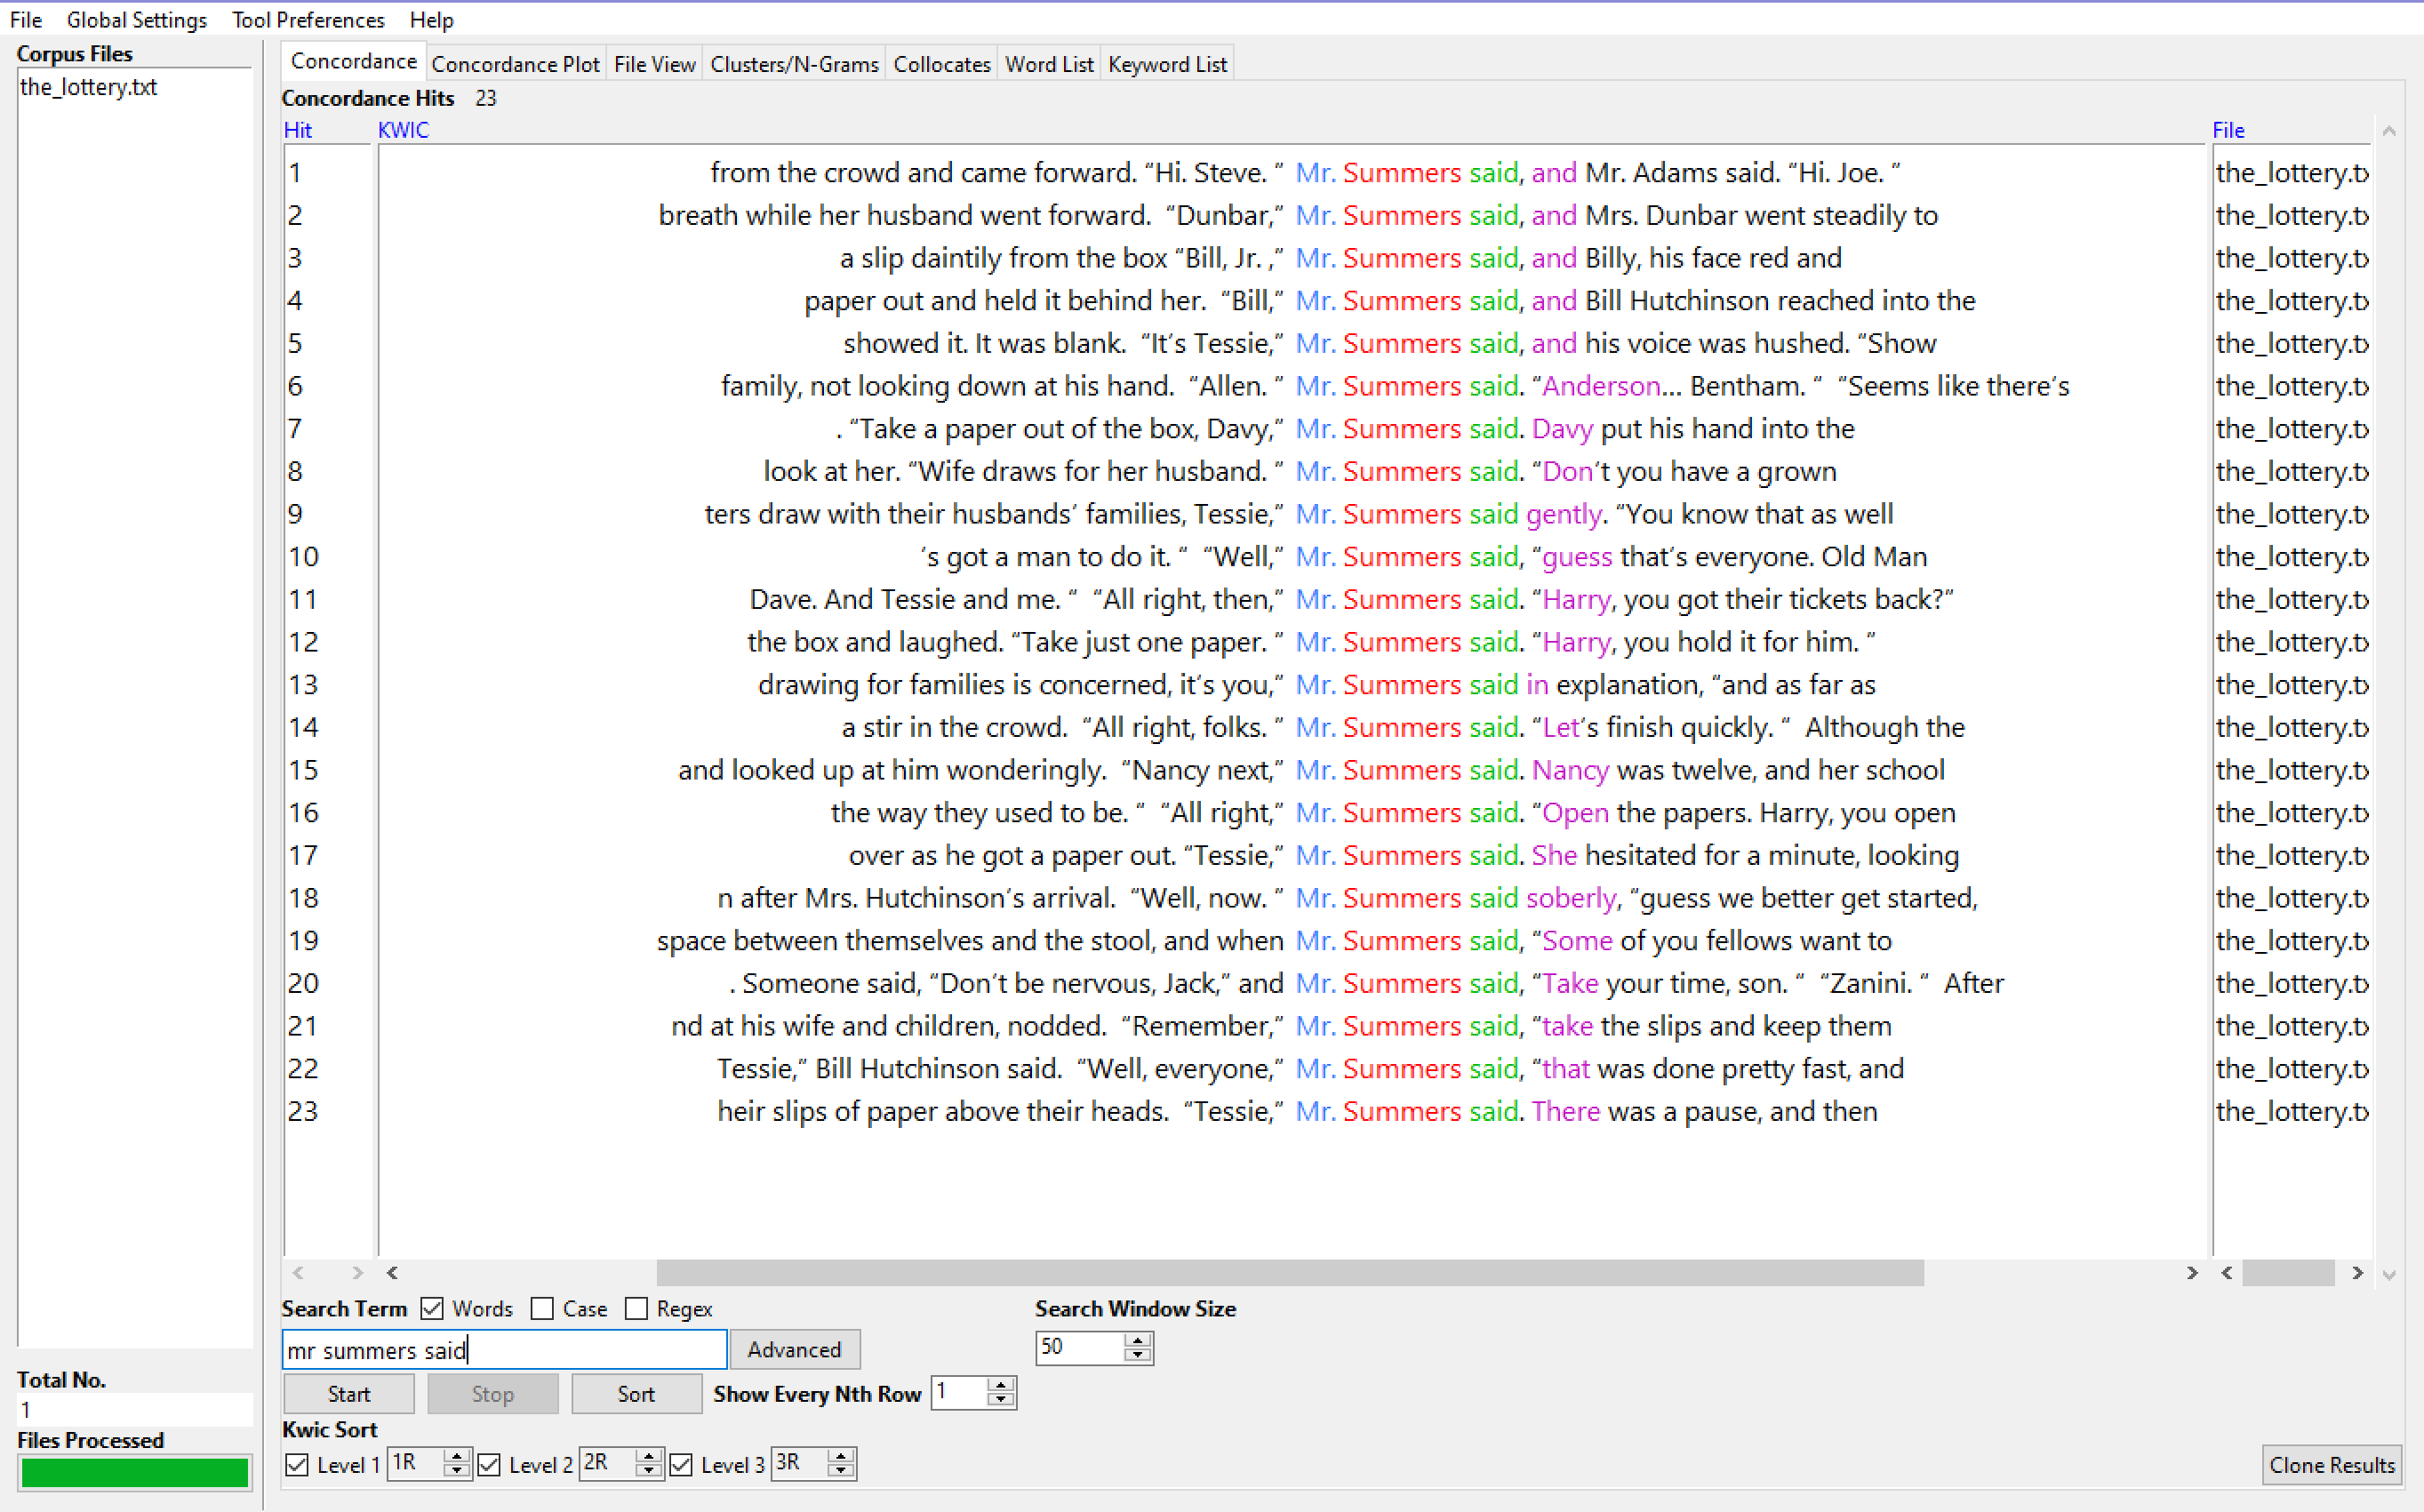 File Global Settings Tool Preferences Help
Corpus Files
the_lottery.txt
Total No.
1
Files Processed
Concordance Concordance Plot File View Clusters/N-Grams Collocates Word List Keyword List
Concordance Hits 23
Hit KWIC File
1 from the crowd and came forward. “Hi. Steve. ” Mr. Summers said, and Mr. Adams said. “Hi. Joe. ” the_lottery.tx
2 breath while her husband went forward. “Dunbar,” Mr. Summers said, and Mrs. Dunbar went steadily to the_lottery.tx
3 a slip daintily from the box “Bill, Jr. ,” Mr. Summers said, and Billy, his face red and the_lottery.tx
4 paper out and held it behind her. “Bill,” Mr. Summers said, and Bill Hutchinson reached into the the_lottery.tx
5 showed it. It was blank. “It’s Tessie,” Mr. Summers said, and his voice was hushed. “Show the_lottery.tx
6 family, not looking down at his hand. “Allen. “ Mr. Summers said. “Anderson... Bentham. “ “Seems like there’s the_lottery.tx
7 . “Take a paper out of the box, Davy,” Mr. Summers said. Davy put his hand into the the_lottery.tx
8 look at her. “Wife draws for her husband. ” Mr. Summers said. “Don’t you have a grown the_lottery.tx
9 ters draw with their husbands’ families, Tessie,” Mr. Summers said gently. “You know that as well the_lottery.tx
10 ’s got a man to do it. “ “Well,” Mr. Summers said, “guess that’s everyone. Old Man the_lottery.tx
11 Dave. And Tessie and me. “ “All right, then,” Mr. Summers said. “Harry, you got their tickets back?” the_lottery.tx
12 the box and laughed. “Take just one paper. ” Mr. Summers said. “Harry, you hold it for him. ” the_lottery.tx
13 drawing for families is concerned, it’s you,” Mr. Summers said in explanation, “and as far as the_lottery.tx
14 a stir in the crowd. “All right, folks. ” Mr. Summers said. “Let’s finish quickly. “ Although the the_lottery.tx
15 and looked up at him wonderingly. “Nancy next,” Mr. Summers said. Nancy was twelve, and her school the_lottery.tx
16 the way they used to be. “ “All right,” Mr. Summers said. “Open the papers. Harry, you open the_lottery.tx
17 over as he got a paper out. “Tessie,” Mr. Summers said. She hesitated for a minute, looking the_lottery.tx
18 n after Mrs. Hutchinson’s arrival. “Well, now. ” Mr. Summers said soberly, “guess we better get started, the_lottery.tx
19 space between themselves and the stool, and when Mr. Summers said, “Some of you fellows want to the_lottery.tx
20 . Someone said, “Don’t be nervous, Jack,” and Mr. Summers said, “Take your time, son. “ “Zanini. “ After the_lottery.tx
21 nd at his wife and children, nodded. “Remember,” Mr. Summers said, “take the slips and keep them the_lottery.tx
22 Tessie,” Bill Hutchinson said. “Well, everyone,” Mr. Summers said, “that was done pretty fast, and the_lottery.tx
23 heir slips of paper above their heads. “Tessie,” Mr. Summers said. There was a pause, and then the_lottery.tx
Search Term Words Case Regex Search Window Size
mr summers said Advanced 50
Start Stop Sort Show Every Nth Row 1
Kwic Sort
Level 1 1R Level 2 2R Level 3 3R Clone Results